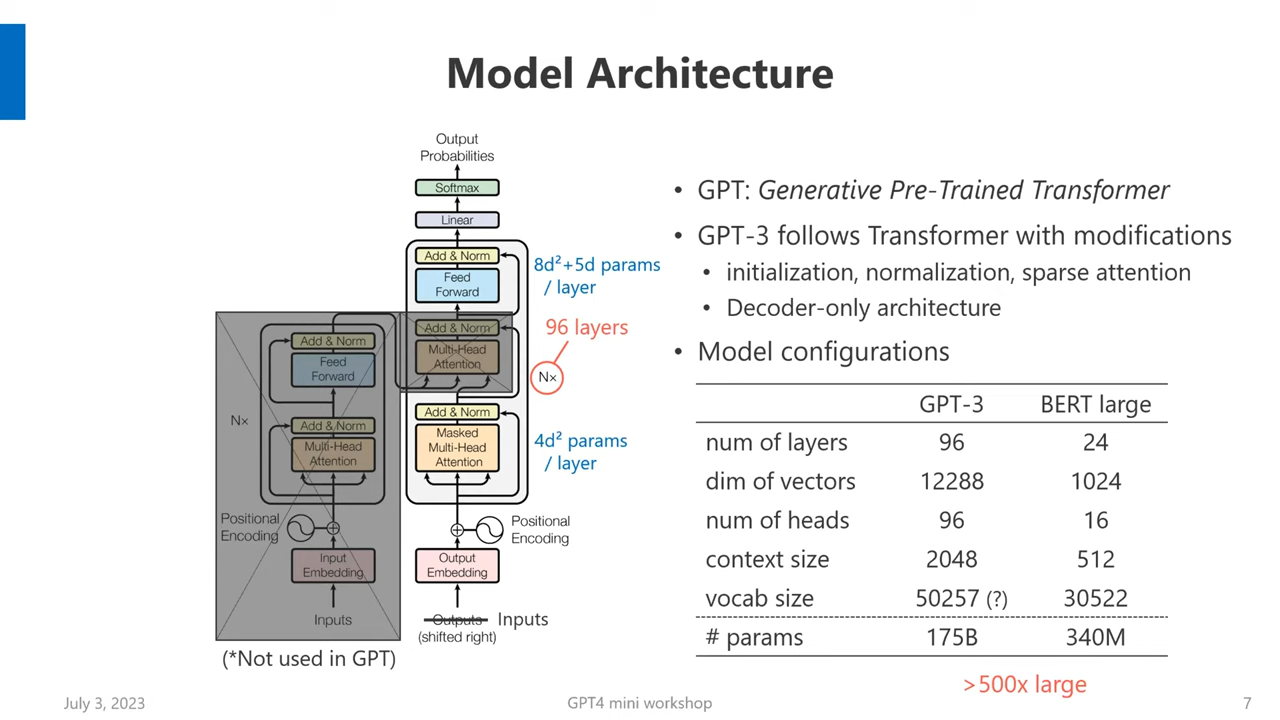 Model Architecture
Output
Probabilities
Softmax
Linear
Add & Norm
Feed
Forward
8d²+5d params
/ layer
Add & Norm
Multi-Head
Attention
96 layers
N×
Add & Norm
Masked
Multi-Head
Attention
4d² params
/ layer
Positional
Encoding
Output
Embedding
Outputs
(shifted right)
Inputs
Add & Norm
Feed
Forward
N×
Add & Norm
Multi-Head
Attention
Positional
Encoding
Input
Embedding
Inputs
(*Not used in GPT)
• GPT: Generative Pre-Trained Transformer
• GPT-3 follows Transformer with modifications
• initialization, normalization, sparse attention
• Decoder-only architecture
• Model configurations
GPT-3 BERT large
num of layers 96 24
dim of vectors 12288 1024
num of heads 96 16
context size 2048 512
vocab size 50257 (?) 30522
# params 175B 340M
>500x large
July 3, 2023
GPT4 mini workshop
7